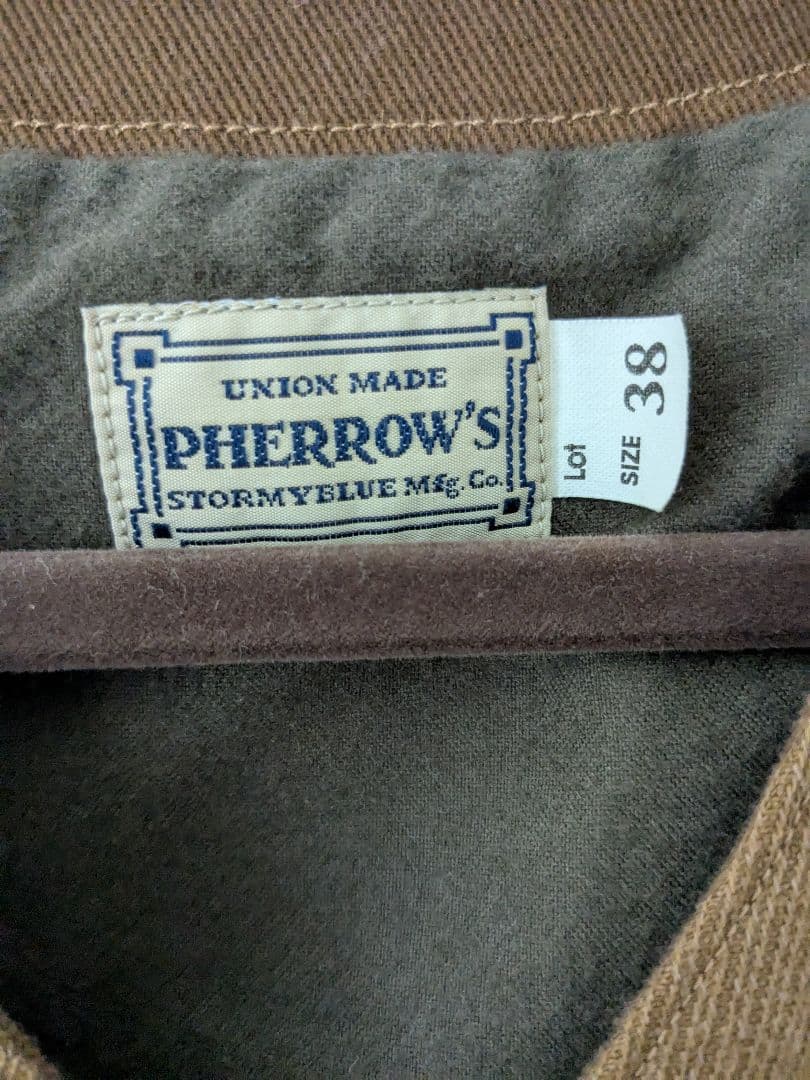 UNION MADE
PHERROW'S
STORMYBLUE Mfg. Co.
Lot
SIZE 38